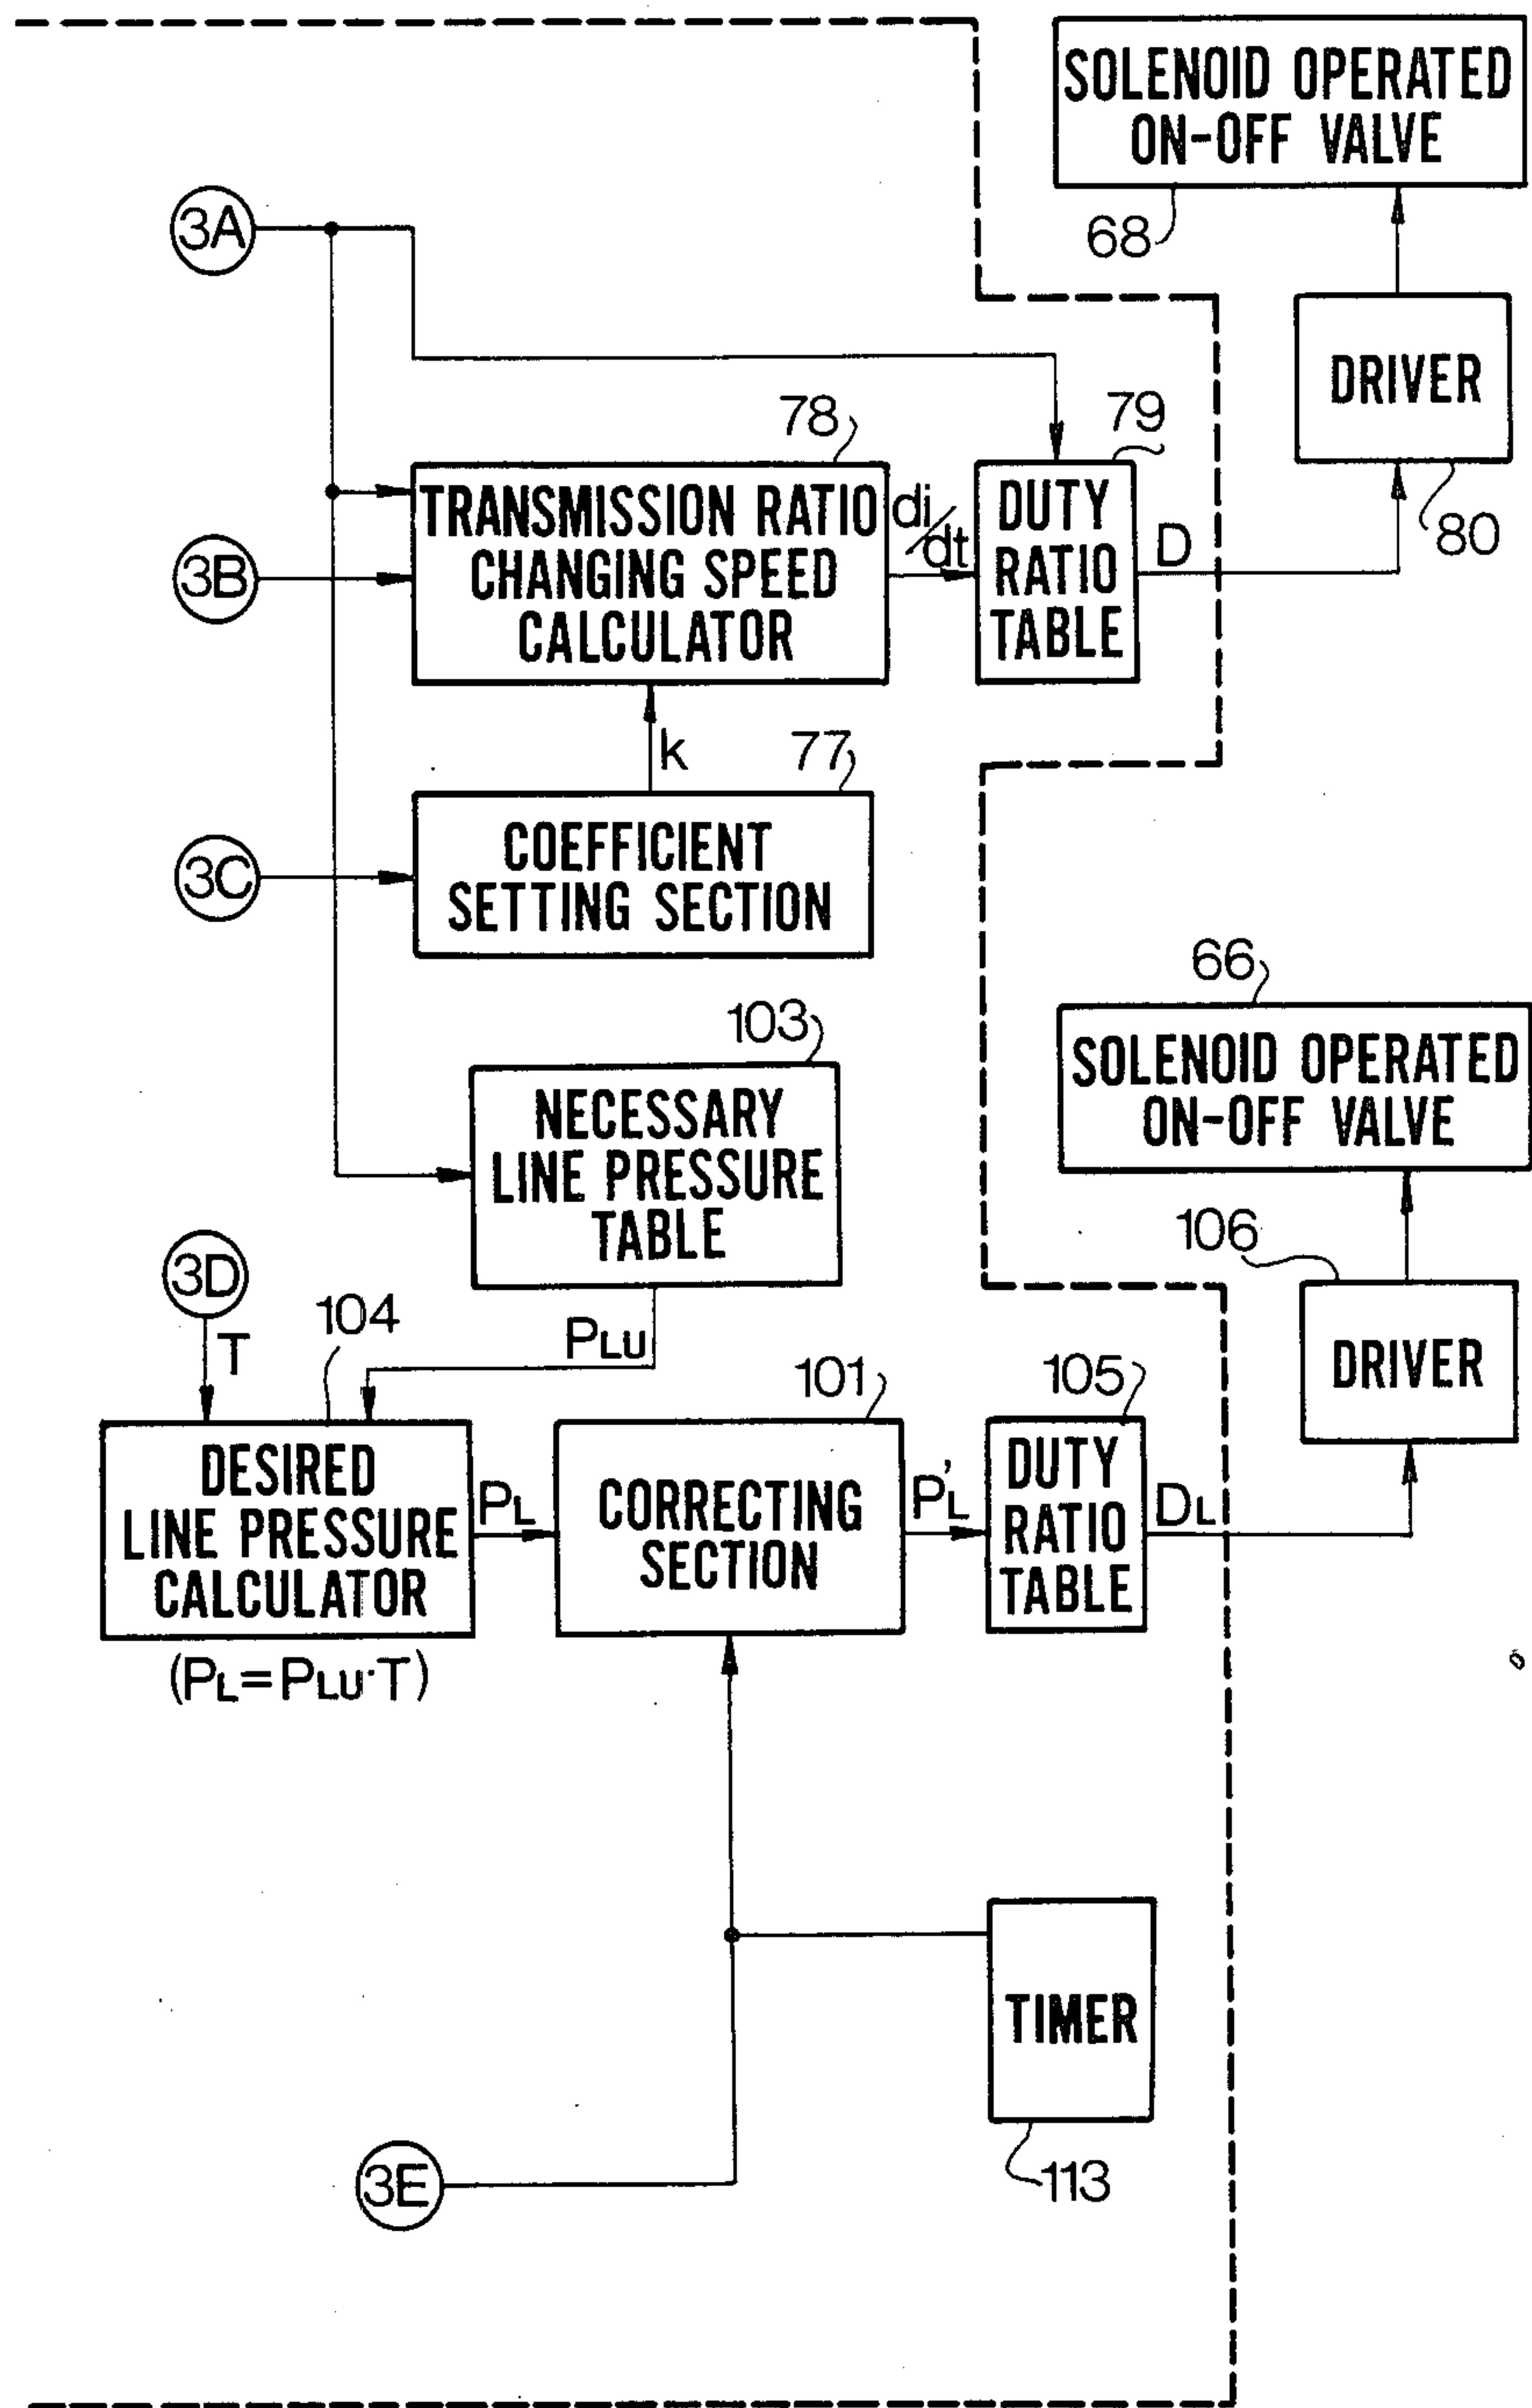 SOLENOID OPERATED
ON-OFF VALVE
68
3A
DRIVER
80
78
79
TRANSMISSION RATIO
CHANGING SPEED
CALCULATOR
di/dt
DUTY
RATIO
TABLE
D
3B
k
77
3C
COEFFICIENT
SETTING SECTION
66
SOLENOID OPERATED
ON-OFF VALVE
103
NECESSARY
LINE PRESSURE
TABLE
106
DRIVER
3D
T
104
PLU
101
105
DESIRED
LINE PRESSURE
CALCULATOR
PL
CORRECTING
SECTION
P'L
DUTY
RATIO
TABLE
DL
(PL=PLU·T)
TIMER
113
3E